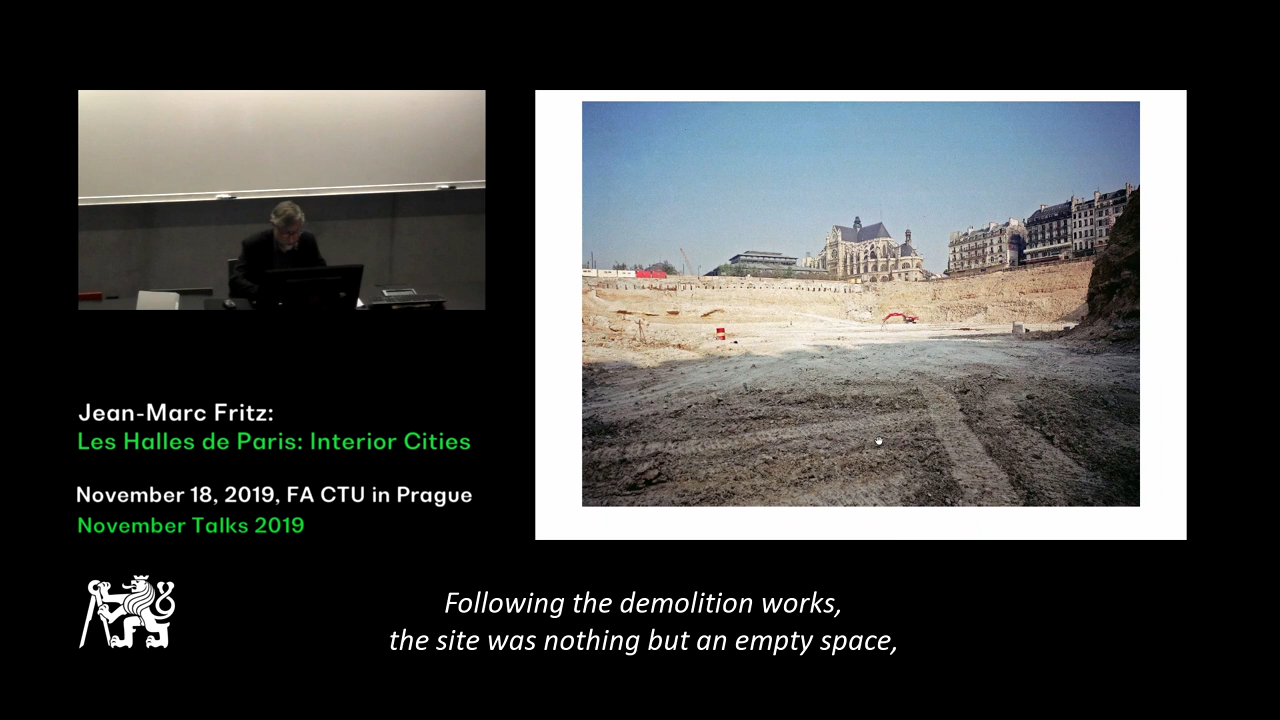 Jean-Marc Fritz:
Les Halles de Paris: Interior Cities
November 18, 2019, FA CTU in Prague
November Talks 2019
Following the demolition works,
the site was nothing but an empty space,